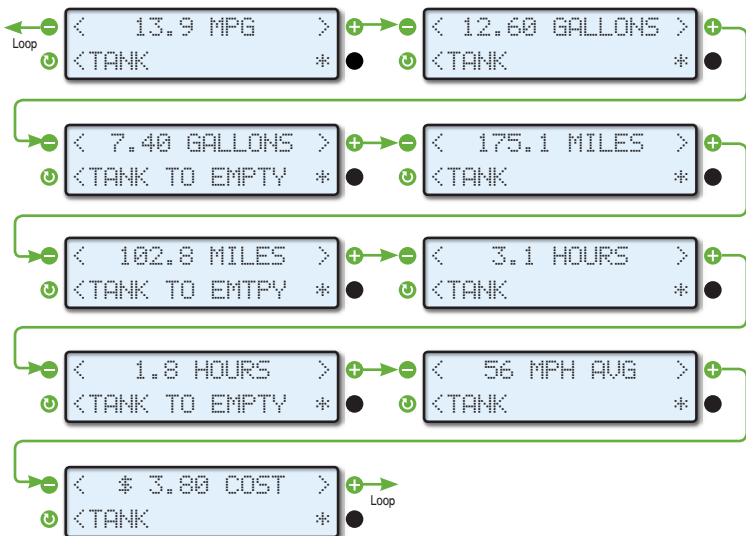 < 13.9 MPG >
<TANK *
Loop
< 12.60 GALLONS >
<TANK *
< 7.40 GALLONS >
<TANK TO EMPTY *
< 175.1 MILES >
<TANK *
< 102.8 MILES >
<TANK TO EMTPY *
< 3.1 HOURS >
<TANK *
< 1.8 HOURS >
<TANK TO EMPTY *
< 56 MPH AVG >
<TANK *
< $ 3.80 COST >
<TANK *
Loop